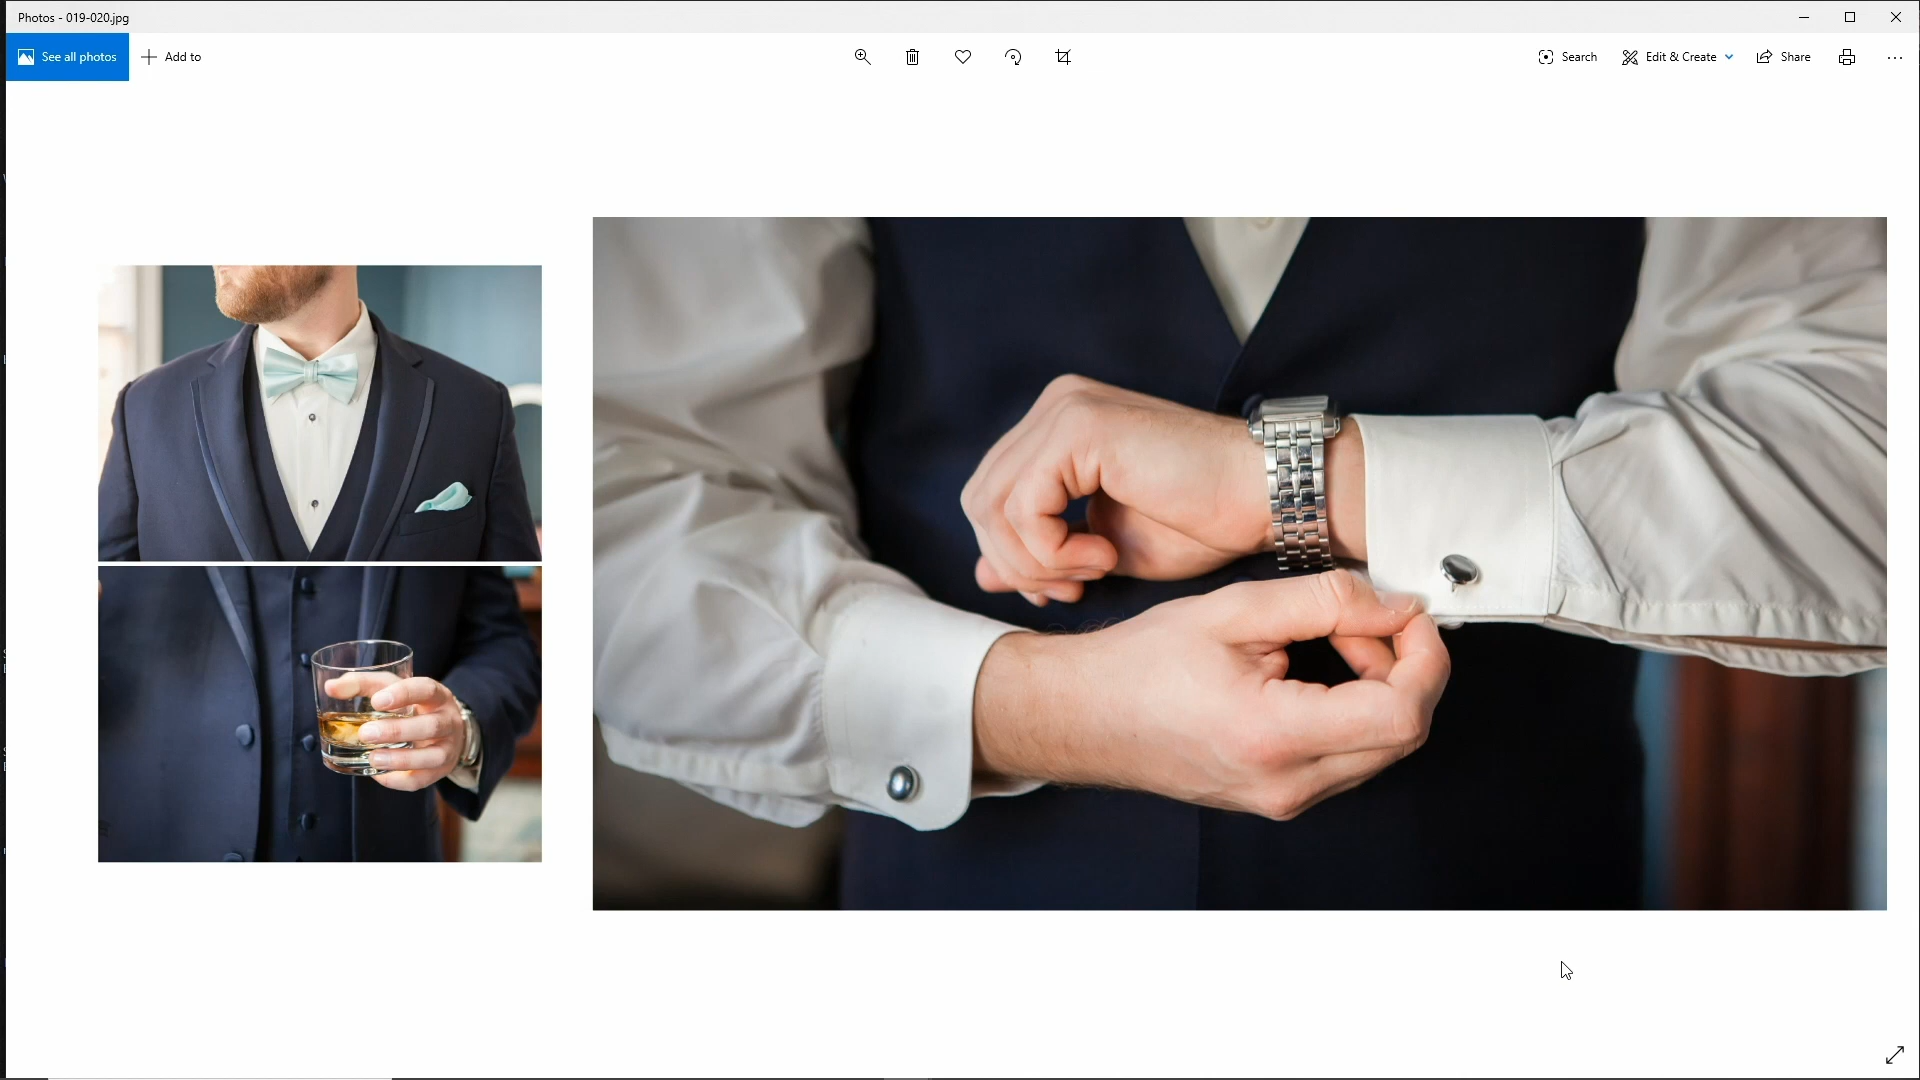 Photos - 019-020.jpg
See all photos
Add to
Search
Edit & Create
Share